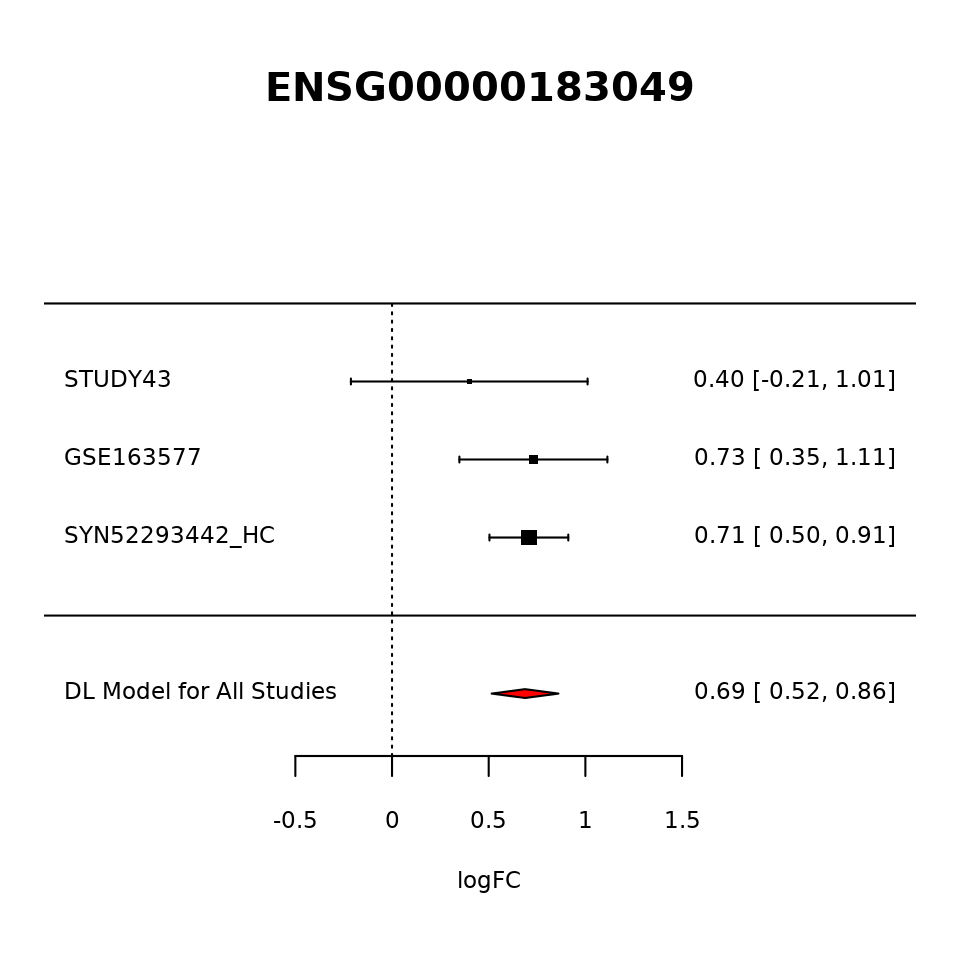 ENSG00000183049
STUDY43 0.40 [-0.21, 1.01]
GSE163577 0.73 [ 0.35, 1.11]
SYN52293442_HC 0.71 [ 0.50, 0.91]
DL Model for All Studies 0.69 [ 0.52, 0.86]
-0.5 0 0.5 1 1.5
logFC